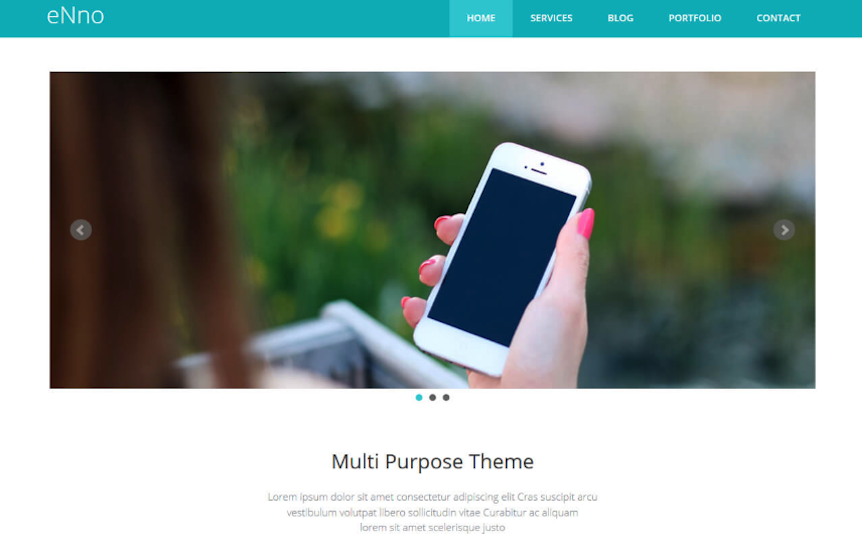 eNno
HOME SERVICES BLOG PORTFOLIO CONTACT
Multi Purpose Theme
Lorem ipsum dolor sit amet consectetur adipiscing elit Cras suscipit arcu
vestibulum volutpat libero sollicitudin vitae Curabitur ac aliquam
lorem sit amet scelerisque justo